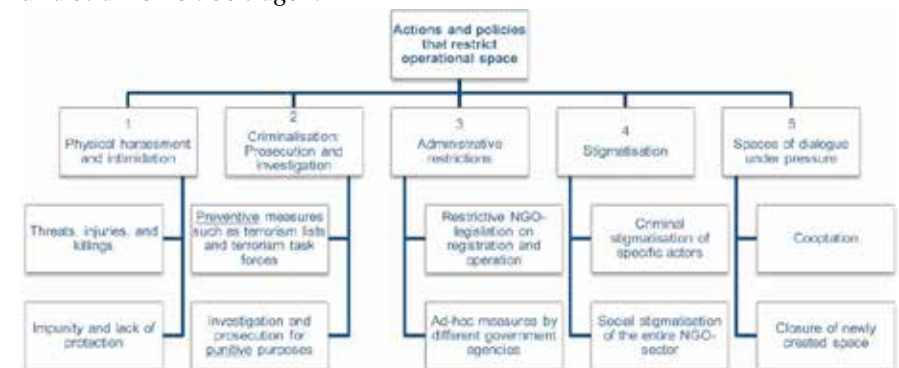 Actions and policies
that restrict
operational space
1
Physical harassment
and intimidation
2
Criminalisation:
Prosecution and
investigation
3
Administrative
restrictions
4
Stigmatisation
5
Spaces of dialogue
under pressure
Threats, injuries, and
killings
Preventive measures
such as terrorism lists
and terrorism task
forces
Restrictive NGO-
legislation on
registration and
operation
Criminal
stigmatisation of
specific actors
Cooptation
Impunity and lack of
protection
Investigation and
prosecution for
punitive purposes
Ad-hoc measures by
different government
agencies
Social stigmatisation
of the entire NGO-
sector
Closure of newly
created space